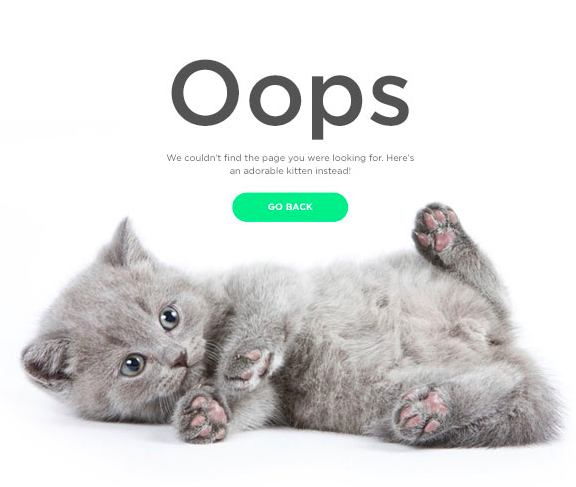 Oops
We couldn't find the page you were looking for. Here's
an adorable kitten instead!
GO BACK